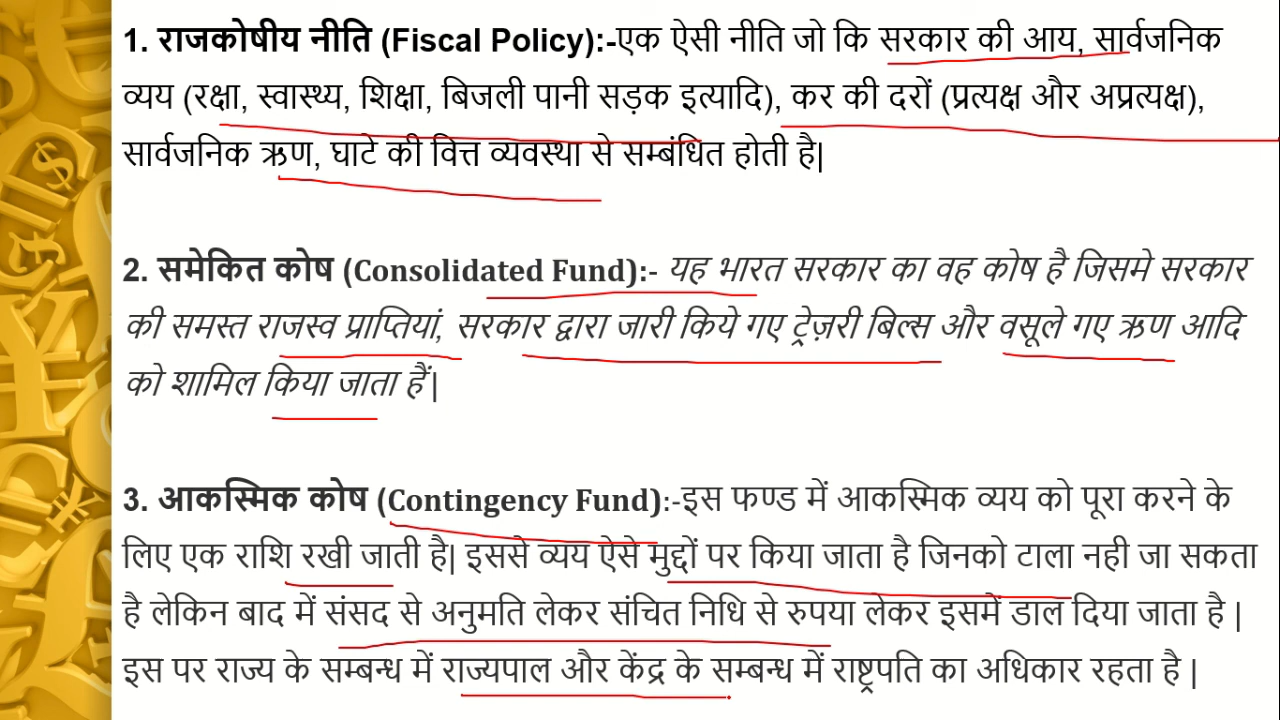 1. राजकोषीय नीति (Fiscal Policy):-एक ऐसी नीति जो कि सरकार की आय, सार्वजनिक
व्यय (रक्षा, स्वास्थ्य, शिक्षा, बिजली पानी सड़क इत्यादि), कर की दरों (प्रत्यक्ष और अप्रत्यक्ष),
सार्वजनिक ऋण, घाटे की वित्त व्यवस्था से सम्बंधित होती है|
2. समेकित कोष (Consolidated Fund):- यह भारत सरकार का वह कोष है जिसमे सरकार
की समस्त राजस्व प्राप्तियां, सरकार द्वारा जारी किये गए ट्रेज़री बिल्स और वसूले गए ऋण आदि
को शामिल किया जाता हैं|
3. आकस्मिक कोष (Contingency Fund):-इस फण्ड में आकस्मिक व्यय को पूरा करने के
लिए एक राशि रखी जाती है| इससे व्यय ऐसे मुद्दों पर किया जाता है जिनको टाला नही जा सकता
है लेकिन बाद में संसद से अनुमति लेकर संचित निधि से रुपया लेकर इसमें डाल दिया जाता है |
इस पर राज्य के सम्बन्ध में राज्यपाल और केंद्र के सम्बन्ध में राष्ट्रपति का अधिकार रहता है |